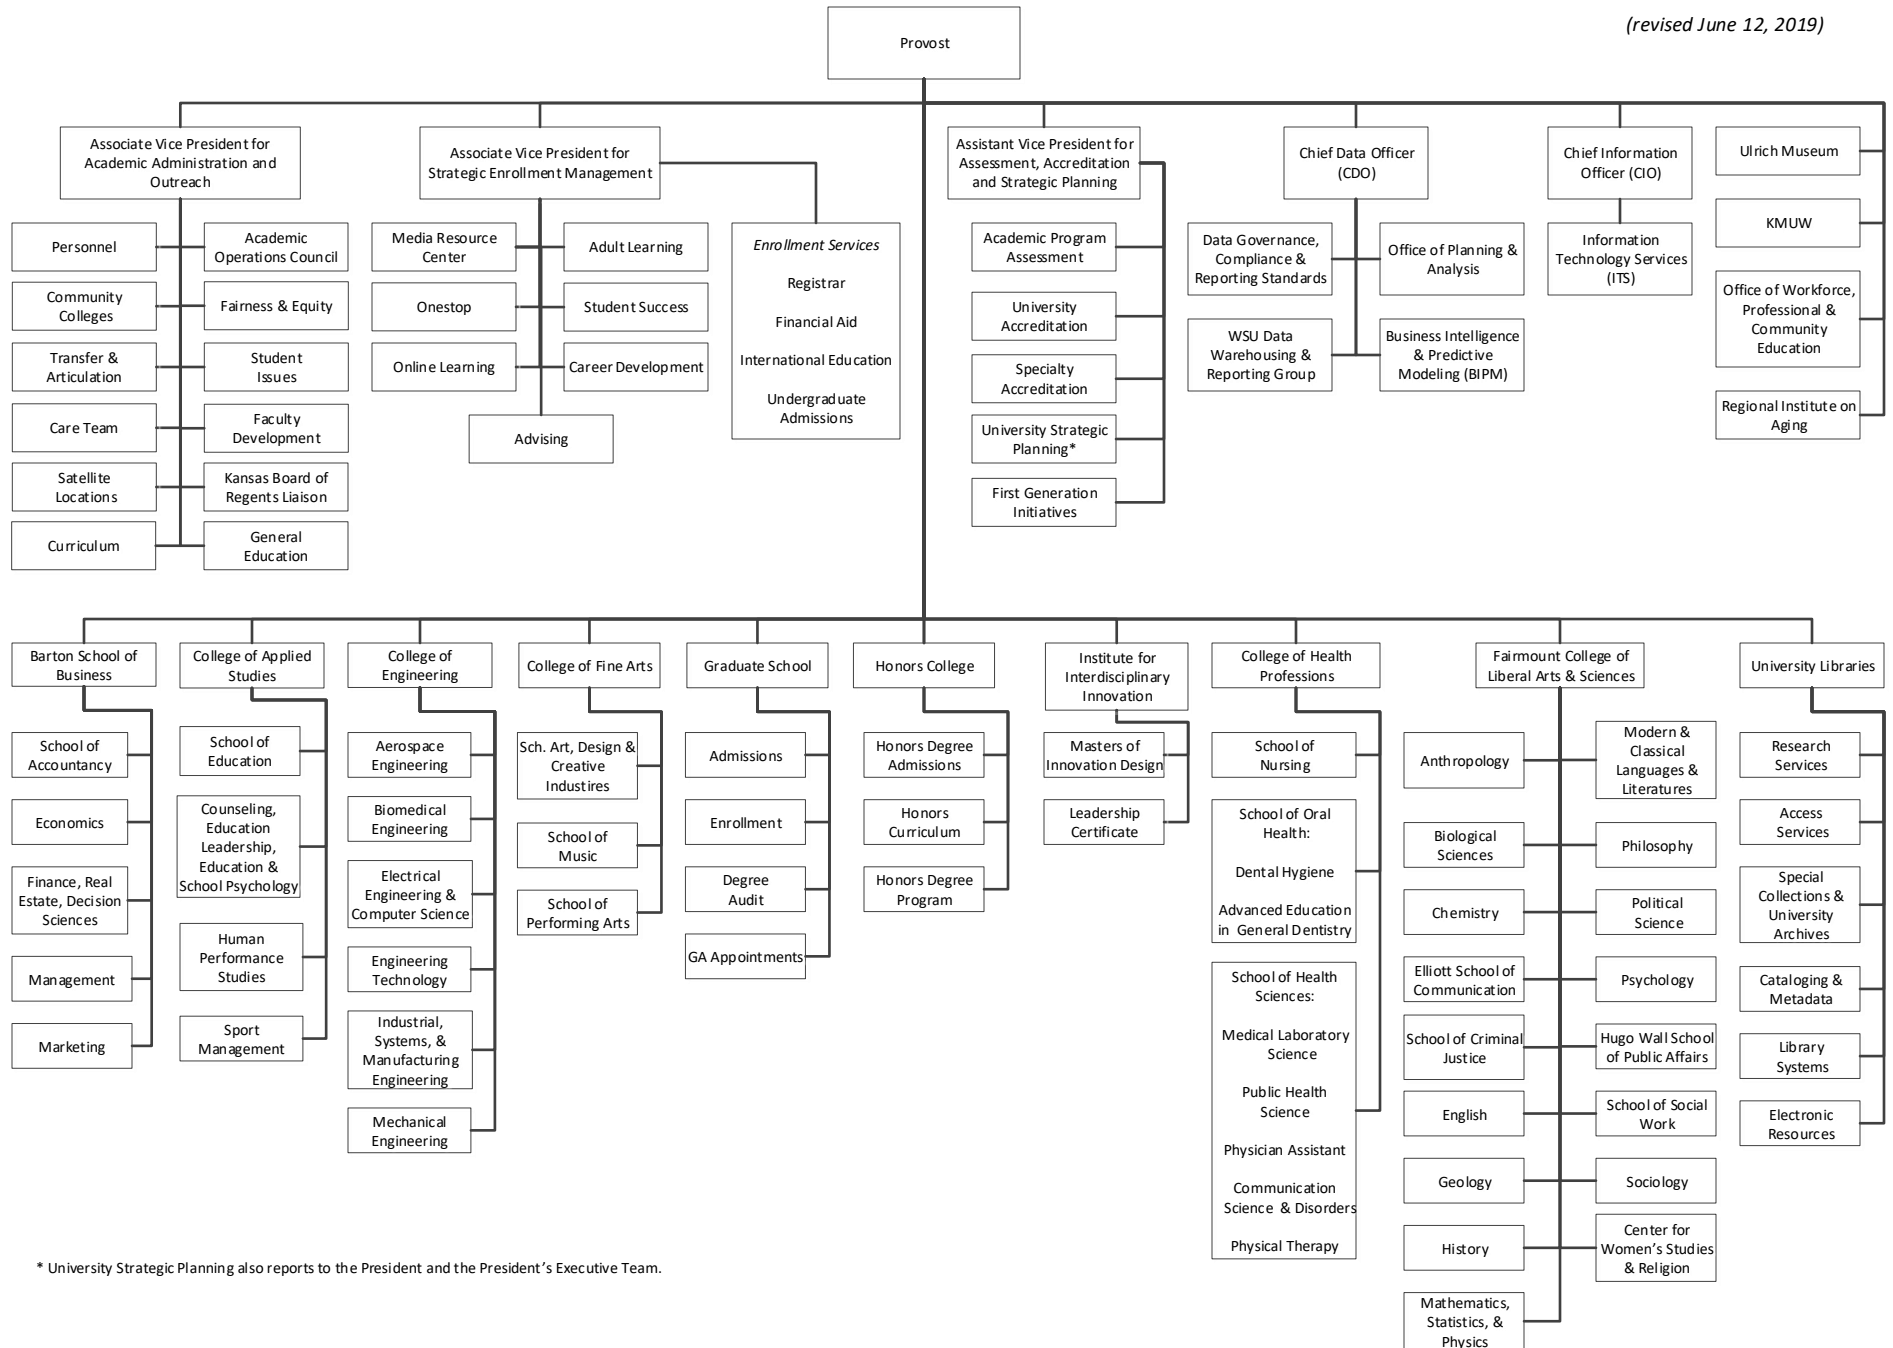 (revised June 12, 2019)
Provost
Associate Vice President for
Academic Administration and
Outreach
Personnel
Academic
Operations Council
Community
Colleges
Fairness & Equity
Transfer &
Articulation
Student
Issues
Care Team
Faculty
Development
Satellite
Locations
Kansas Board of
Regents Liaison
Curriculum
General
Education
Associate Vice President for
Strategic Enrollment Management
Media Resource
Center
Adult Learning
Onestop
Student Success
Online Learning
Career Development
Advising
Enrollment Services
Registrar
Financial Aid
International Education
Undergraduate
Admissions
Assistant Vice President for
Assessment, Accreditation
and Strategic Planning
Academic Program
Assessment
University
Accreditation
Specialty
Accreditation
University Strategic
Planning*
First Generation
Initiatives
Chief Data Officer
(CDO)
Data Governance,
Compliance &
Reporting Standards
Office of Planning &
Analysis
WSU Data
Warehousing &
Reporting Group
Business Intelligence
& Predictive
Modeling (BIPM)
Chief Information
Officer (CIO)
Information
Technology Services
(ITS)
Ulrich Museum
KMUW
Office of Workforce,
Professional &
Community
Education
Regional Institute on
Aging
Barton School of
Business
School of
Accountancy
Economics
Finance, Real
Estate, Decision
Sciences
Management
Marketing
College of Applied
Studies
School of
Education
Counseling,
Education
Leadership,
Education &
School Psychology
Human
Performance
Studies
Sport
Management
College of
Engineering
Aerospace
Engineering
Biomedical
Engineering
Electrical
Engineering &
Computer Science
Engineering
Technology
Industrial,
Systems, &
Manufacturing
Engineering
Mechanical
Engineering
College of Fine Arts
Sch. Art, Design &
Creative
Industires
School of
Music
School of
Performing Arts
Graduate School
Admissions
Enrollment
Degree
Audit
GA Appointments
Honors College
Honors Degree
Admissions
Honors
Curriculum
Honors Degree
Program
Institute for
Interdisciplinary
Innovation
Masters of
Innovation Design
Leadership
Certificate
College of Health
Professions
School of
Nursing
School of Oral
Health:
Dental Hygiene
Advanced Education
in General Dentistry
School of Health
Sciences:
Medical Laboratory
Science
Public Health
Science
Physician Assistant
Communication
Science & Disorders
Physical Therapy
Fairmount College of
Liberal Arts & Sciences
Anthropology
Modern &
Classical
Languages &
Literatures
Biological
Sciences
Philosophy
Chemistry
Political
Science
Elliott School of
Communication
Psychology
School of Criminal
Justice
Hugo Wall School
of Public Affairs
English
School of Social
Work
Geology
Sociology
History
Center for
Women’s Studies
& Religion
Mathematics,
Statistics, &
Physics
University Libraries
Research
Services
Access
Services
Special
Collections &
University
Archives
Cataloging &
Metadata
Library
Systems
Electronic
Resources
* University Strategic Planning also reports to the President and the President’s Executive Team.